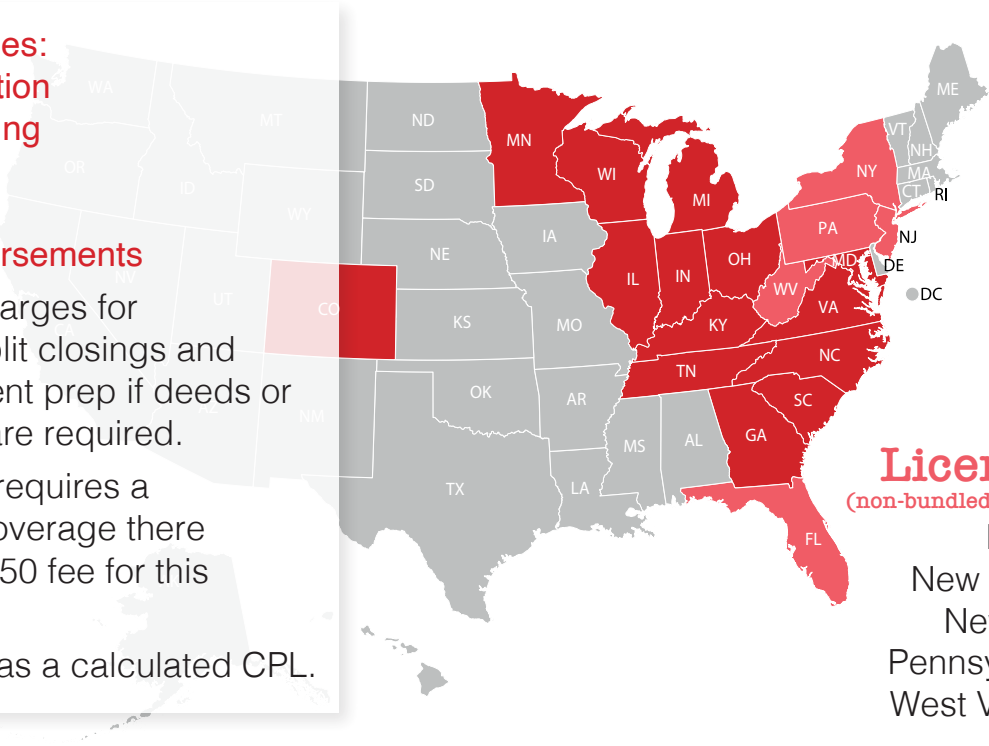 es:
tion
ng
rsements
arges for
plit closings and
ent prep if deeds or
are required.
requires a
overage there
50 fee for this
as a calculated CPL.
WA
OR
CA
NV
ID
MT
WY
UT
AZ
CO
NM
ND
SD
NE
KS
OK
TX
MN
IA
MO
AR
LA
WI
IL
MI
IN
OH
KY
TN
MS
AL
GA
FL
SC
NC
VA
WV
MD
DE
DC
PA
NJ
NY
CT
RI
MA
VT
NH
ME
Licen
(non-bundled
New
Ne
Pennsy
West V